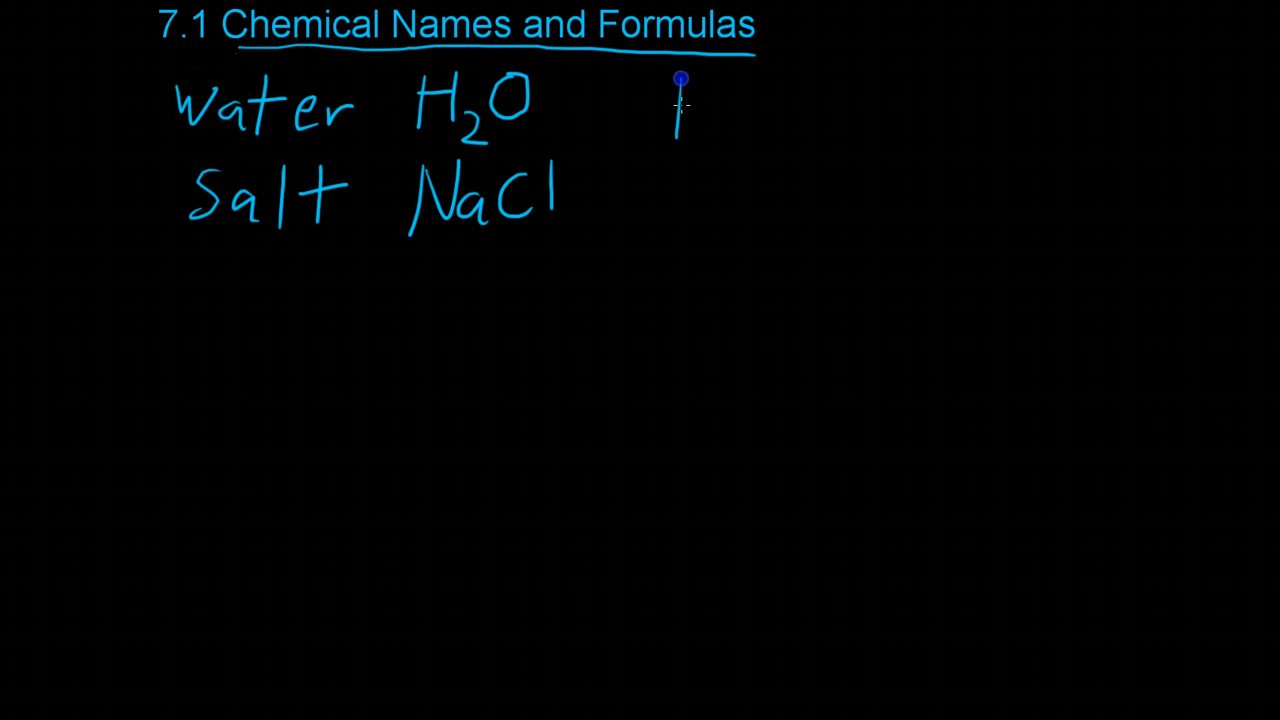 7.1 Chemical Names and Formulas
water H₂O
Salt NaCl